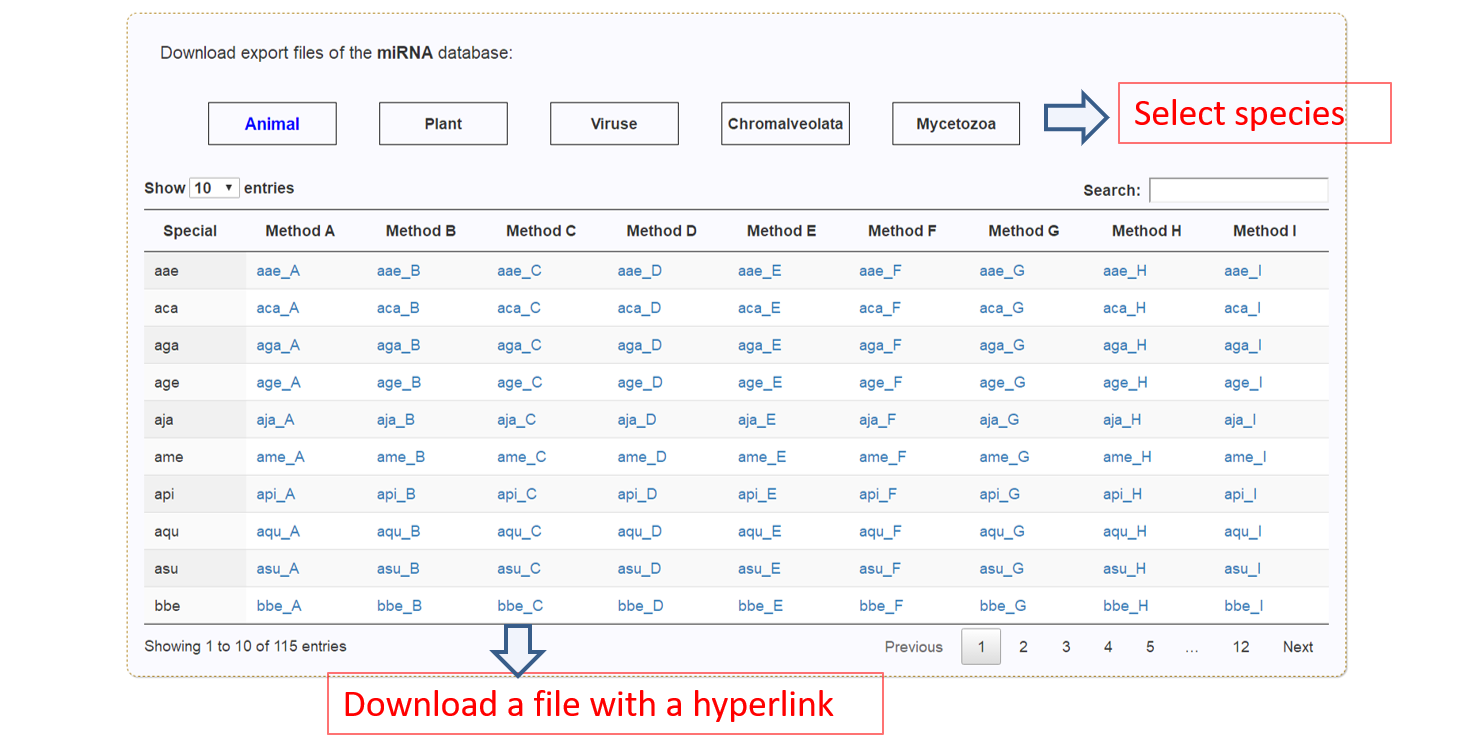 Download export files of the miRNA database:
Animal Plant Viruse Chromalveolata Mycetozoa Select species
Show 10 entries Search:
Special Method A Method B Method C Method D Method E Method F Method G Method H Method I
aae aae_A aae_B aae_C aae_D aae_E aae_F aae_G aae_H aae_I
aca aca_A aca_B aca_C aca_D aca_E aca_F aca_G aca_H aca_I
aga aga_A aga_B aga_C aga_D aga_E aga_F aga_G aga_H aga_I
age age_A age_B age_C age_D age_E age_F age_G age_H age_I
aja aja_A aja_B aja_C aja_D aja_E aja_F aja_G aja_H aja_I
ame ame_A ame_B ame_C ame_D ame_E ame_F ame_G ame_H ame_I
api api_A api_B api_C api_D api_E api_F api_G api_H api_I
aqu aqu_A aqu_B aqu_C aqu_D aqu_E aqu_F aqu_G aqu_H aqu_I
asu asu_A asu_B asu_C asu_D asu_E asu_F asu_G asu_H asu_I
bbe bbe_A bbe_B bbe_C bbe_D bbe_E bbe_F bbe_G bbe_H bbe_I
Showing 1 to 10 of 115 entries Previous 1 2 3 4 5 … 12 Next
Download a file with a hyperlink